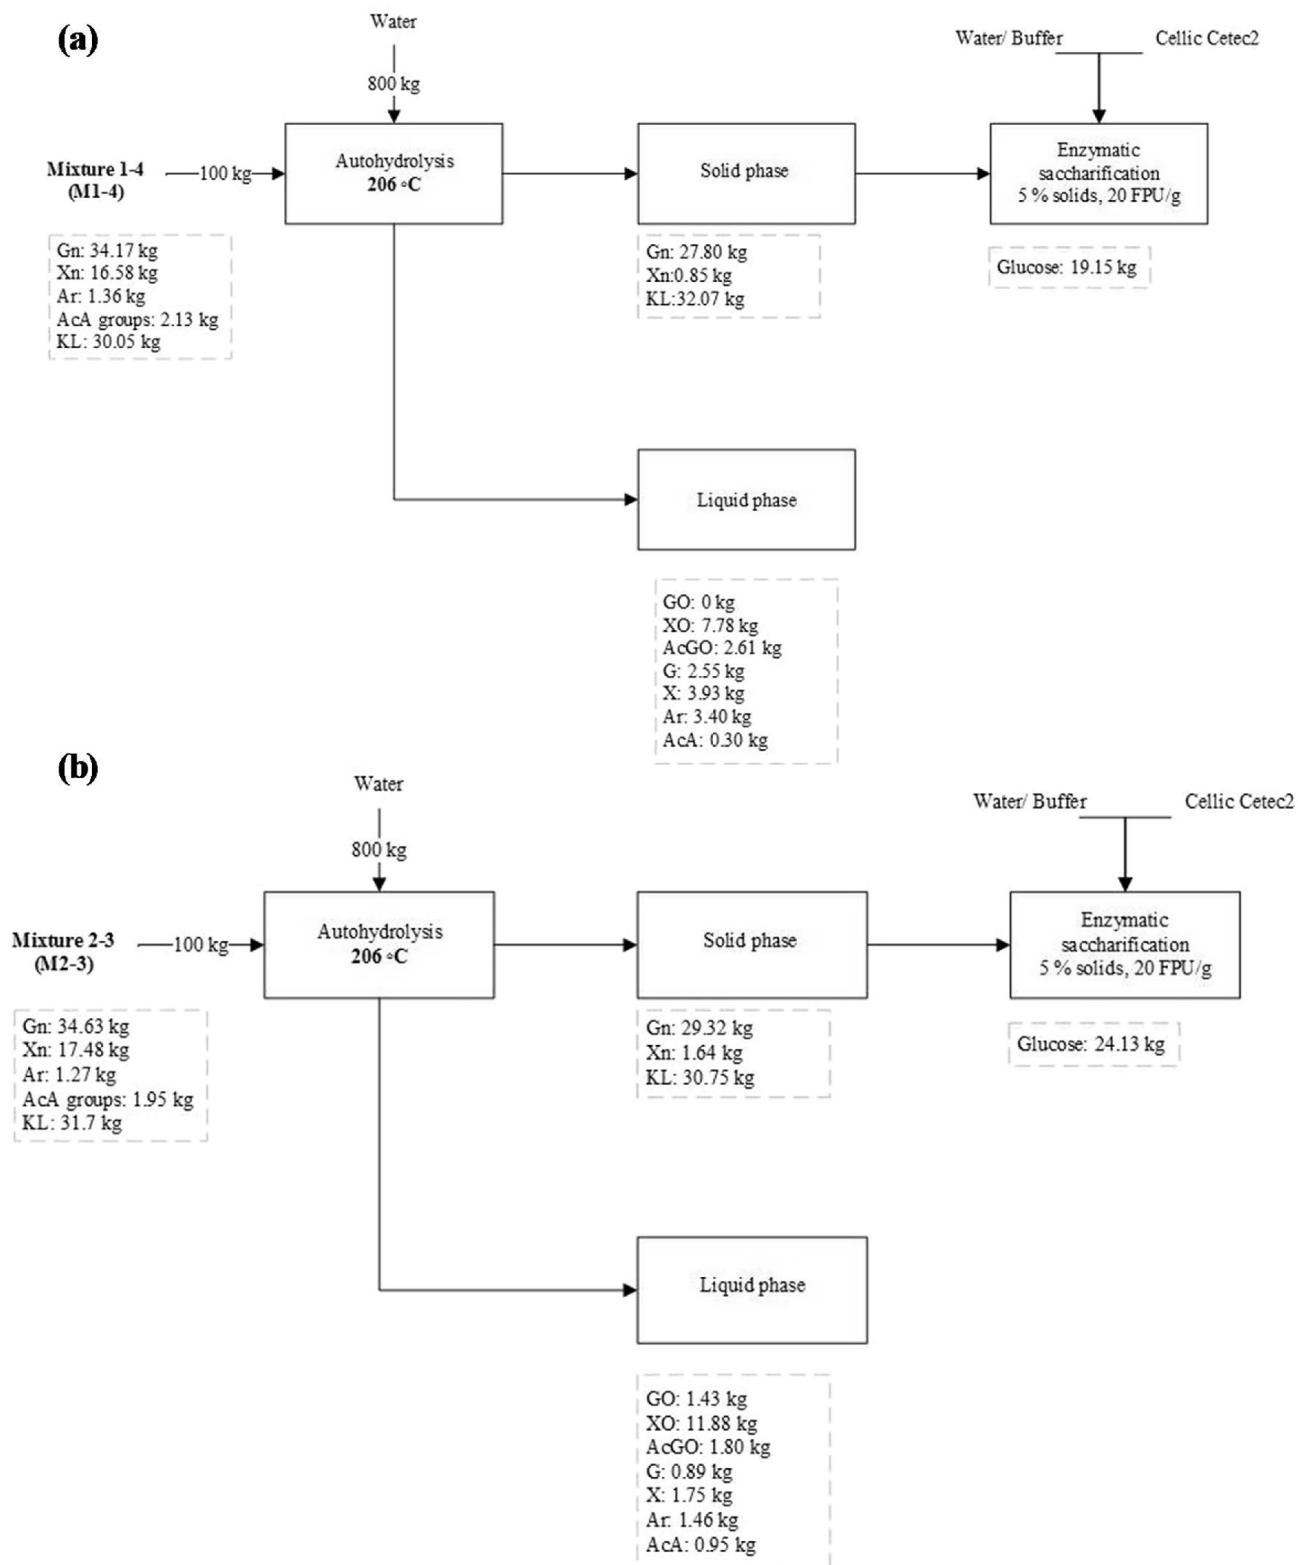 (a)
Water
800 kg
Water/ Buffer
Cellic Cetec2
Mixture 1-4
(M1-4)
100 kg
Autohydrolysis
206 ∘C
Solid phase
Enzymatic
saccharification
5 % solids, 20 FPU/g
Gn: 34.17 kg
Xn: 16.58 kg
Ar: 1.36 kg
AcA groups: 2.13 kg
KL: 30.05 kg
Gn: 27.80 kg
Xn:0.85 kg
KL:32.07 kg
Glucose: 19.15 kg
Liquid phase
GO: 0 kg
XO: 7.78 kg
AcGO: 2.61 kg
G: 2.55 kg
X: 3.93 kg
Ar: 3.40 kg
AcA: 0.30 kg
(b)
Water
800 kg
Water/ Buffer
Cellic Cetec2
Mixture 2-3
(M2-3)
100 kg
Autohydrolysis
206 ∘C
Solid phase
Enzymatic
saccharification
5 % solids, 20 FPU/g
Gn: 34.63 kg
Xn: 17.48 kg
Ar: 1.27 kg
AcA groups: 1.95 kg
KL: 31.7 kg
Gn: 29.32 kg
Xn: 1.64 kg
KL: 30.75 kg
Glucose: 24.13 kg
Liquid phase
GO: 1.43 kg
XO: 11.88 kg
AcGO: 1.80 kg
G: 0.89 kg
X: 1.75 kg
Ar: 1.46 kg
AcA: 0.95 kg